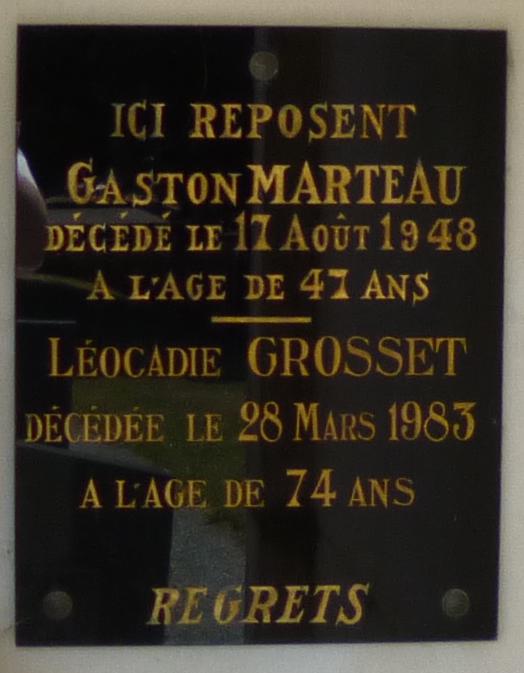 ICI REPOSENT
GASTON MARTEAU
DÉCÉDÉ LE 17 AOÛT 1948
A L'AGE DE 47 ANS
LÉOCADIE GROSSET
DÉCÉDÉE LE 28 MARS 1983
A L'AGE DE 74 ANS
REGRETS